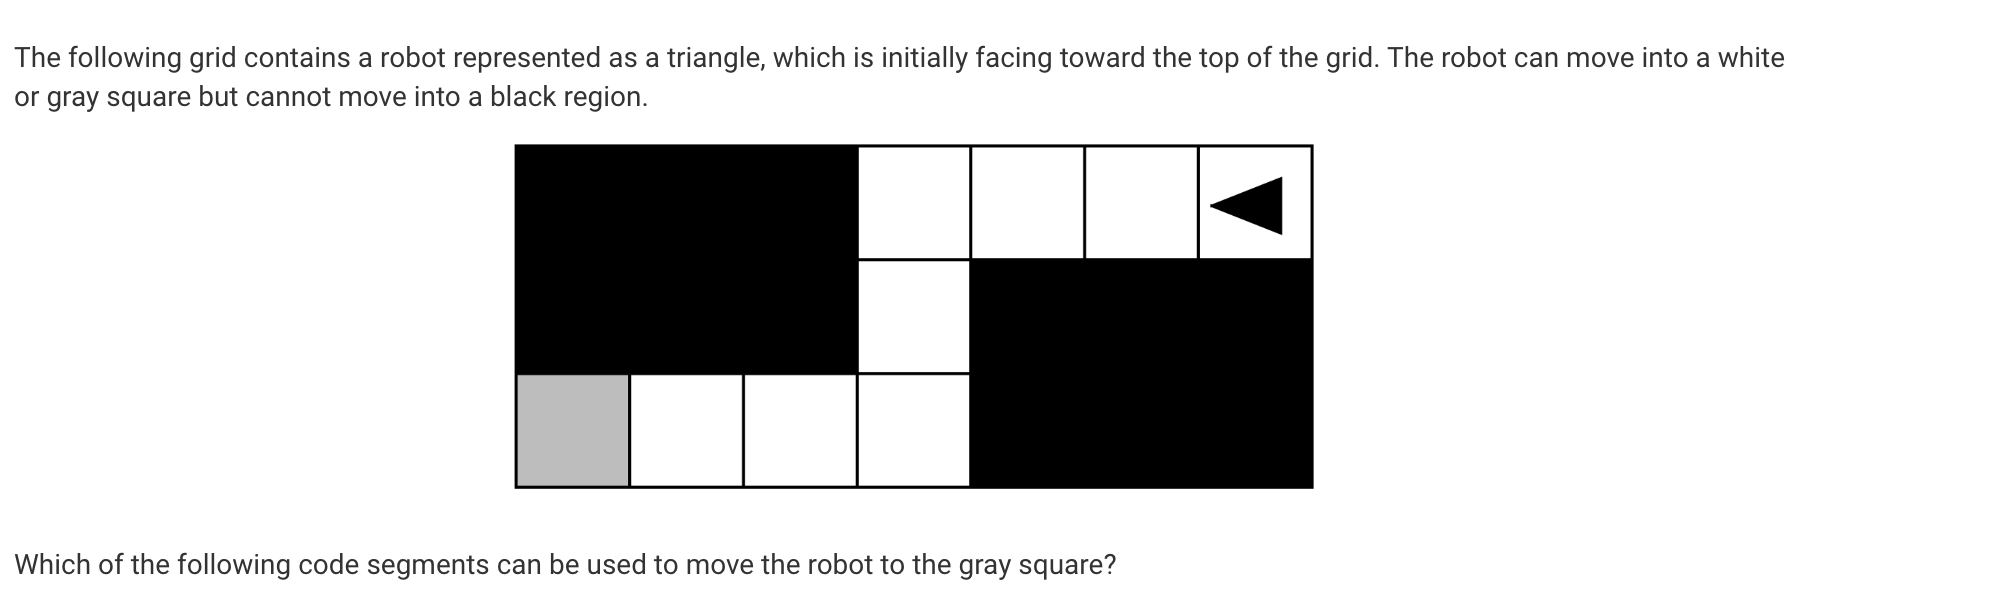 The following grid contains a robot represented as a triangle, which is initially facing toward the top of the grid. The robot can move into a white
or gray square but cannot move into a black region.
Which of the following code segments can be used to move the robot to the gray square?